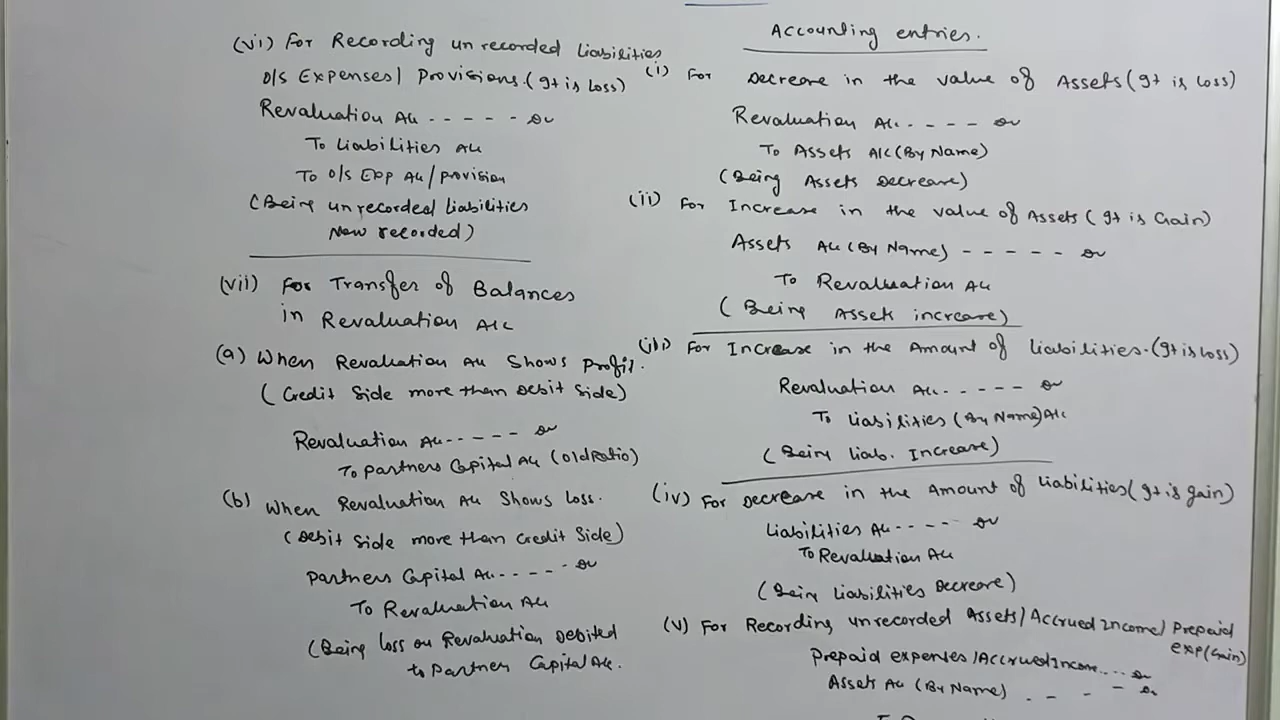 Accounting entries.
(i) For Decrease in the value of Assets (It is Loss)
Revaluation A/c. - - - - Dr
To Assets A/c (By Name)
(Being Assets Decrease)
(ii) For Increase in the value of Assets (It is Gain)
Assets A/c (By Name) - - - - - Dr
To Revaluation A/c
(Being Assets increase)
(iii) For Increase in the Amount of liabilities. (It is Loss)
Revaluation A/c. - - - - - Dr
To Liabilities (By Name) A/c
(Being liab. Increase)
(iv) For Decrease in the Amount of Liabilities (It is gain)
Liabilities A/c - - - - - Dr
To Revaluation A/c
(Being Liabilities Decrease)
(v) For Recording unrecorded Assets/Accrued Income/Prepaid
exp (Gain)
Prepaid expenses/Accrued Income.... Dr
Assets A/c (By Name) - - - - Dr
(vi) For Recording unrecorded Liabilities
O/s Expenses/Provisions. (It is Loss)
Revaluation A/c - - - - - Dr
To Liabilities A/c
To O/s Exp A/c/provision
(Being unrecorded Liabilities
Now recorded)
(vii) For Transfer of Balances
in Revaluation A/c
(a) When Revaluation A/c Shows Profit.
(Credit Side more than Debit Side)
Revaluation A/c - - - - - Dr
To Partners Capital A/c (Old Ratio)
(b) When Revaluation A/c Shows Loss.
(Debit Side more than Credit Side)
Partners Capital A/c - - - - - Dr
To Revaluation A/c
(Being loss on Revaluation Debited
to Partner Capital A/c.